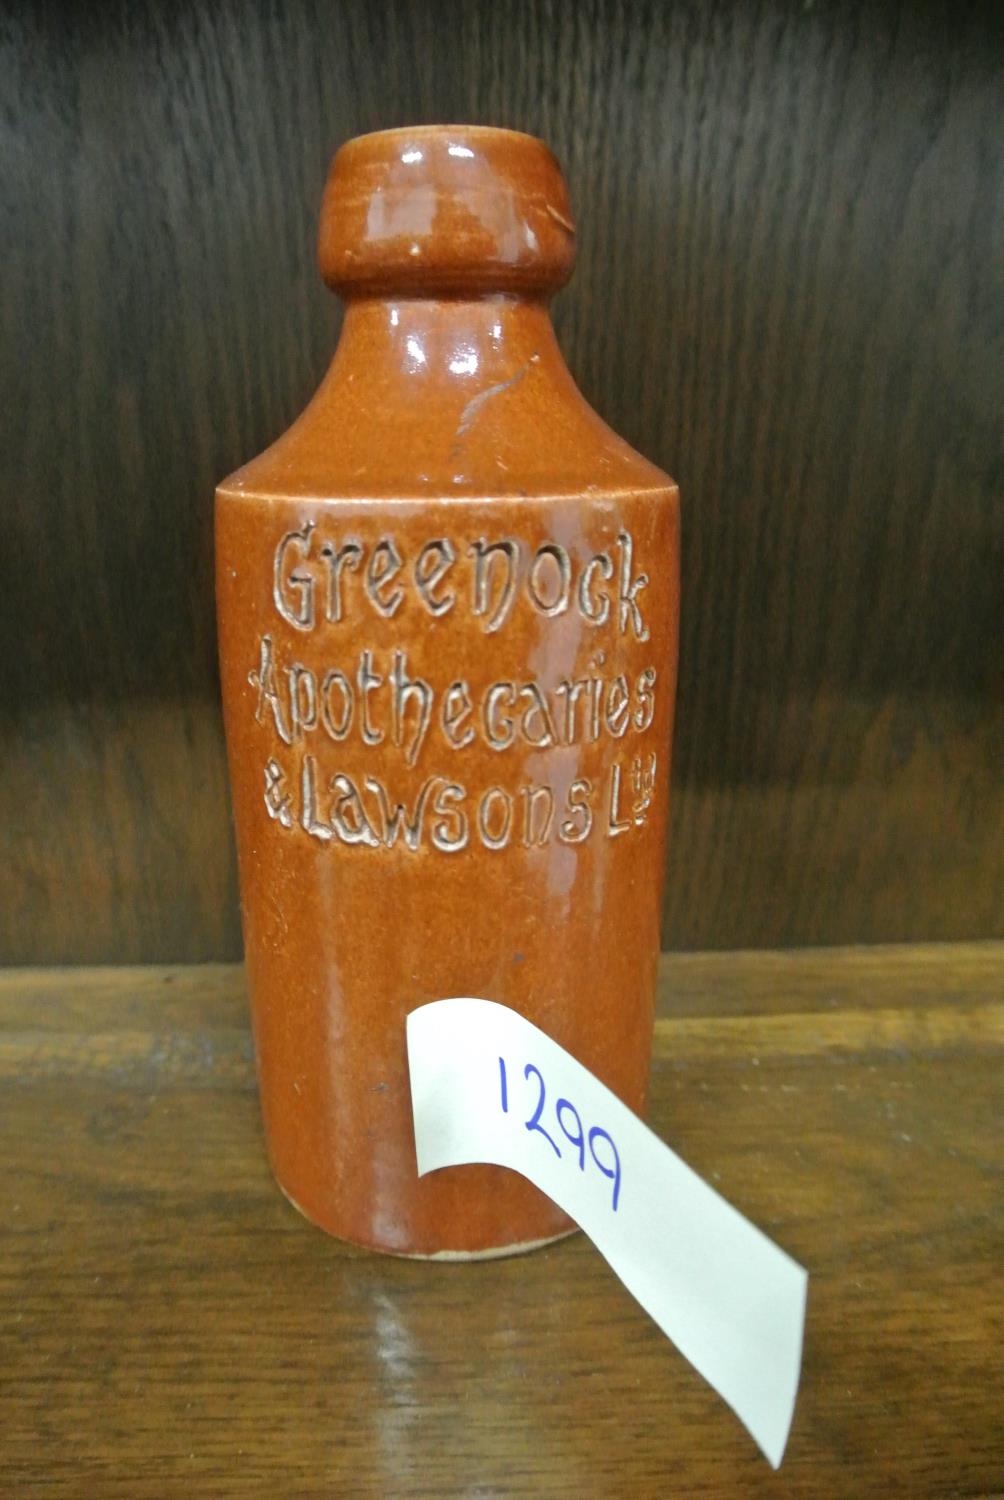 Greenock
Apothecaries
& Lawsons Ltd
1299